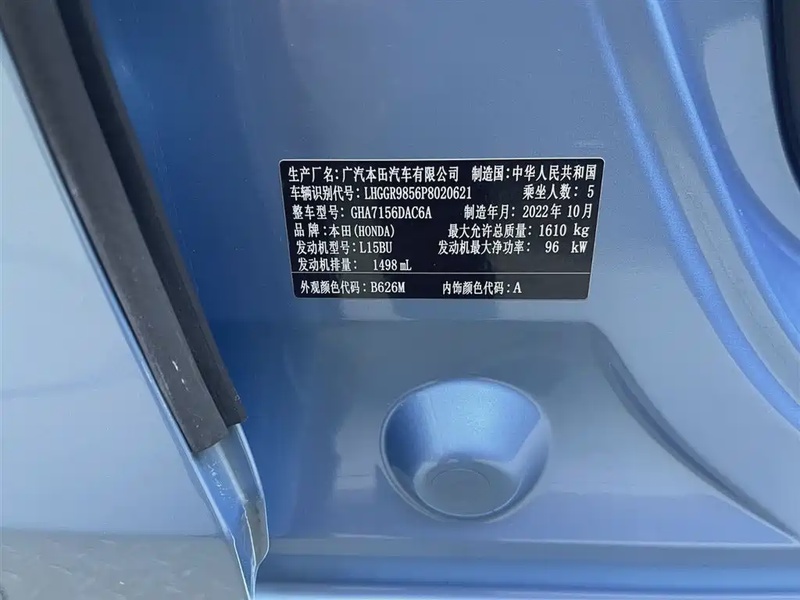 生产厂名:广汽本田汽车有限公司 制造国:中华人民共和国
车辆识别代号:LHGGR9856P8020621 乘坐人数:5
整车型号:GHA7156DAC6A 制造年月:2022年10月
品牌:本田(HONDA) 最大允许总质量:1610 kg
发动机型号:L15BU 发动机最大净功率:96 kW
发动机排量:1498 mL
外观颜色代码:B626M 内饰颜色代码:A